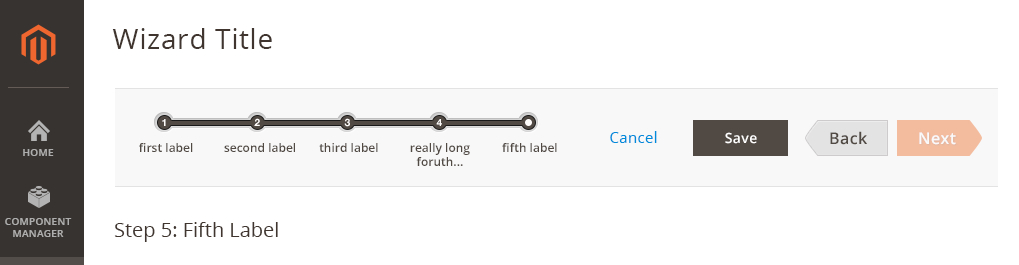 Wizard Title
HOME
COMPONENT
MANAGER
1 2 3 4
first label second label third label really long
foruth... fifth label
Cancel Save Back Next
Step 5: Fifth Label